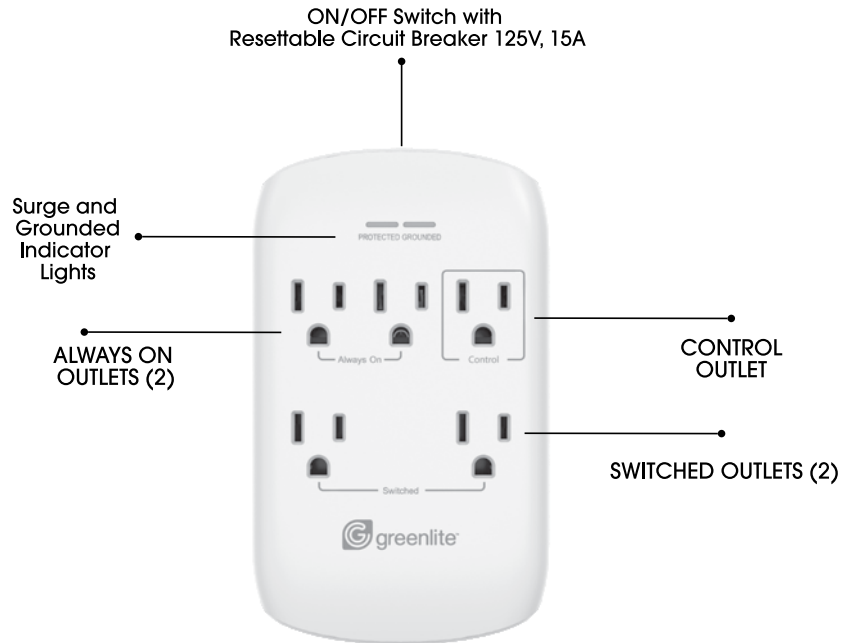 ON/OFF Switch with
Resettable Circuit Breaker 125V, 15A
Surge and
Grounded
Indicator
Lights
PROTECTED GROUNDED
Always On
Control
ALWAYS ON
OUTLETS (2)
CONTROL
OUTLET
SWITCHED OUTLETS (2)
Switched
G greenlite